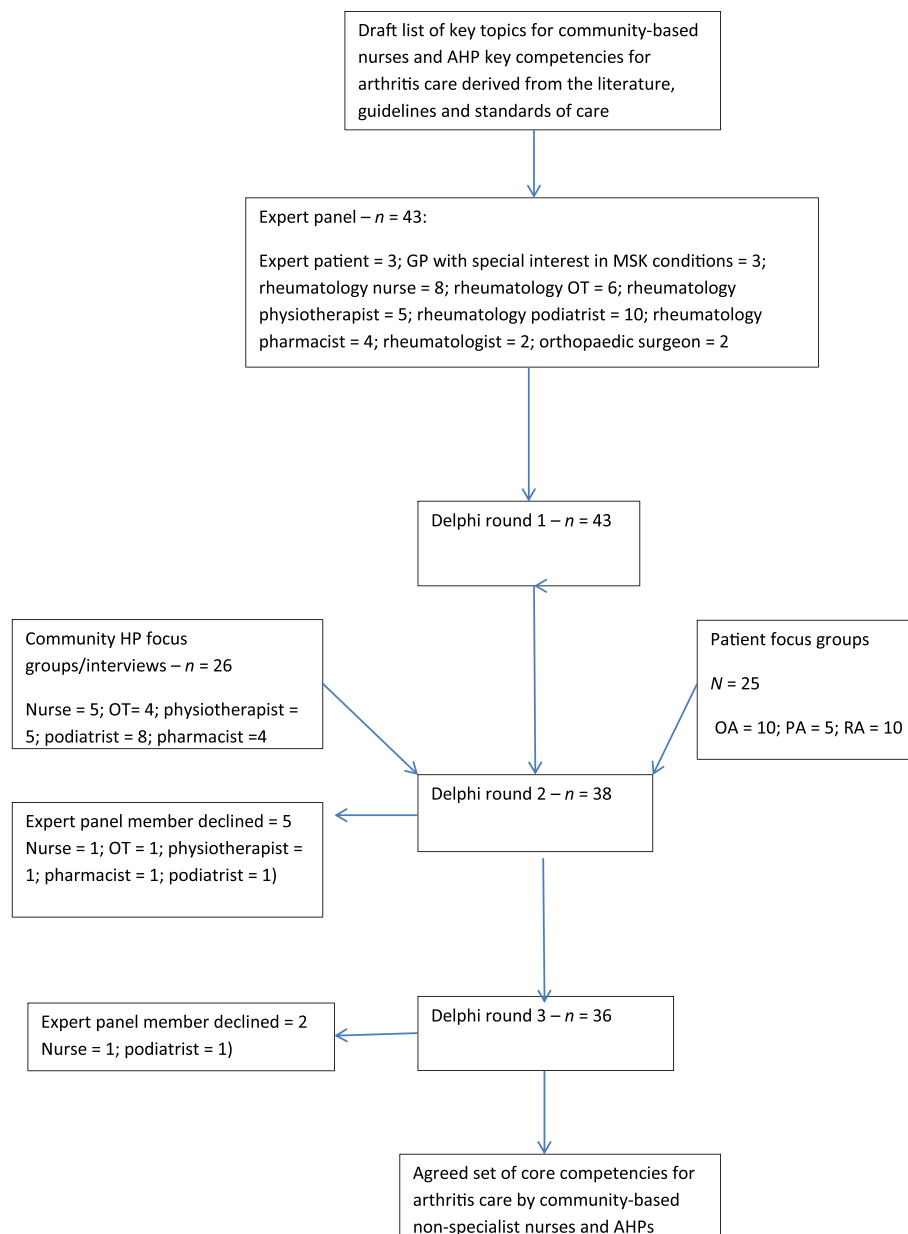 Draft list of key topics for community-based
nurses and AHP key competencies for
arthritis care derived from the literature,
guidelines and standards of care
Expert panel – n = 43:
Expert patient = 3; GP with special interest in MSK conditions = 3;
rheumatology nurse = 8; rheumatology OT = 6; rheumatology
physiotherapist = 5; rheumatology podiatrist = 10; rheumatology
pharmacist = 4; rheumatologist = 2; orthopaedic surgeon = 2
Delphi round 1 – n = 43
Community HP focus
groups/interviews – n = 26
Nurse = 5; OT= 4; physiotherapist =
5; podiatrist = 8; pharmacist =4
Patient focus groups
N = 25
OA = 10; PA = 5; RA = 10
Delphi round 2 – n = 38
Expert panel member declined = 5
Nurse = 1; OT = 1; physiotherapist =
1; pharmacist = 1; podiatrist = 1)
Delphi round 3 – n = 36
Expert panel member declined = 2
Nurse = 1; podiatrist = 1)
Agreed set of core competencies for
arthritis care by community-based
non-specialist nurses and AHPs